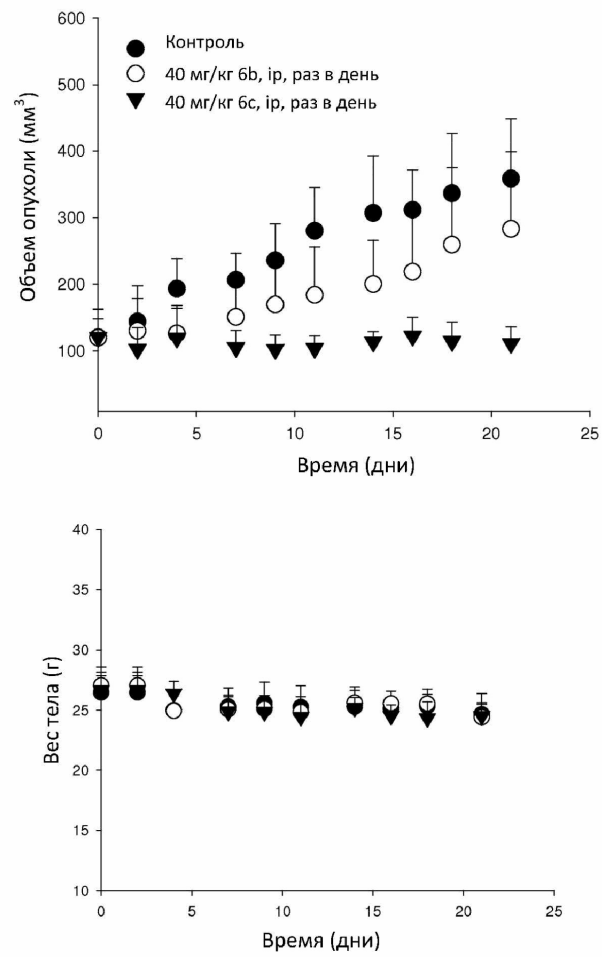 600
500
400
300
200
100
Объем опухоли (мм³)
Контроль
40 мг/кг 6b, ip, раз в день
40 мг/кг 6c, ip, раз в день
0 5 10 15 20 25
Время (дни)
40
35
30
25
20
15
10
Вес тела (г)
0 5 10 15 20 25
Время (дни)